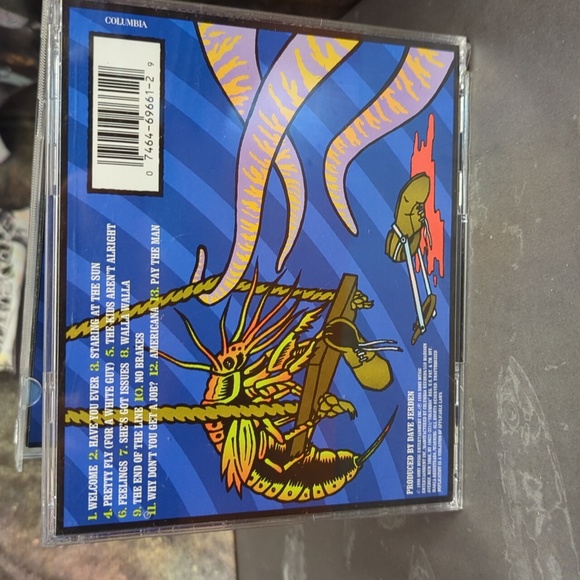 COLUMBIA
0 7464-69661-2 9
1. WELCOME 2. HAVE YOU EVER 3. STARING AT THE SUN
4. PRETTY FLY (FOR A WHITE GUY) 5. THE KIDS AREN'T ALRIGHT
6. FEELINGS 7. SHE'S GOT ISSUES 8. WALLA WALLA
9. THE END OF THE LINE 10. NO BRAKES
11. WHY DON'T YOU GET A JOB? 12. AMERICANA 13. PAY THE MAN
PRODUCED BY DAVE JERDEN